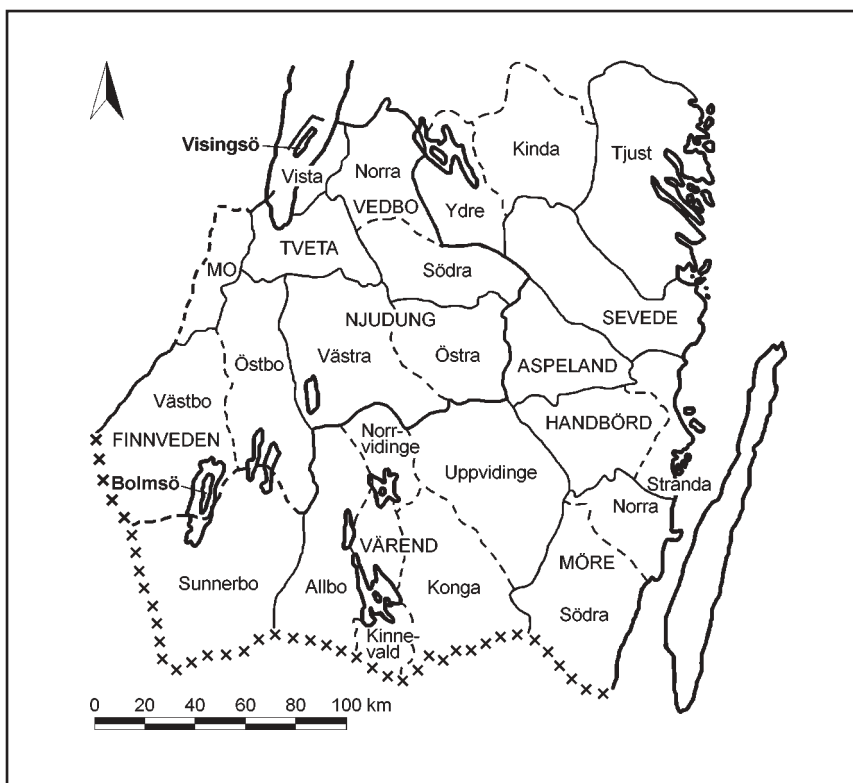 Visingsö
Vista
Norra
VEDBO
Kinda
Tjust
Ydre
TVETA
MO
Södra
SEVEDE
NJUDUNG
Västra
Östra
Östbo
ASPELAND
Västbo
FINNVEDEN
HANDBÖRD
Norr-
vidinge
Uppvidinge
Bolmsö
Stranda
Norra
VÄREND
MÖRE
Sunnerbo
Allbo
Konga
Södra
Kinne-
vald
0 20 40 60 80 100 km